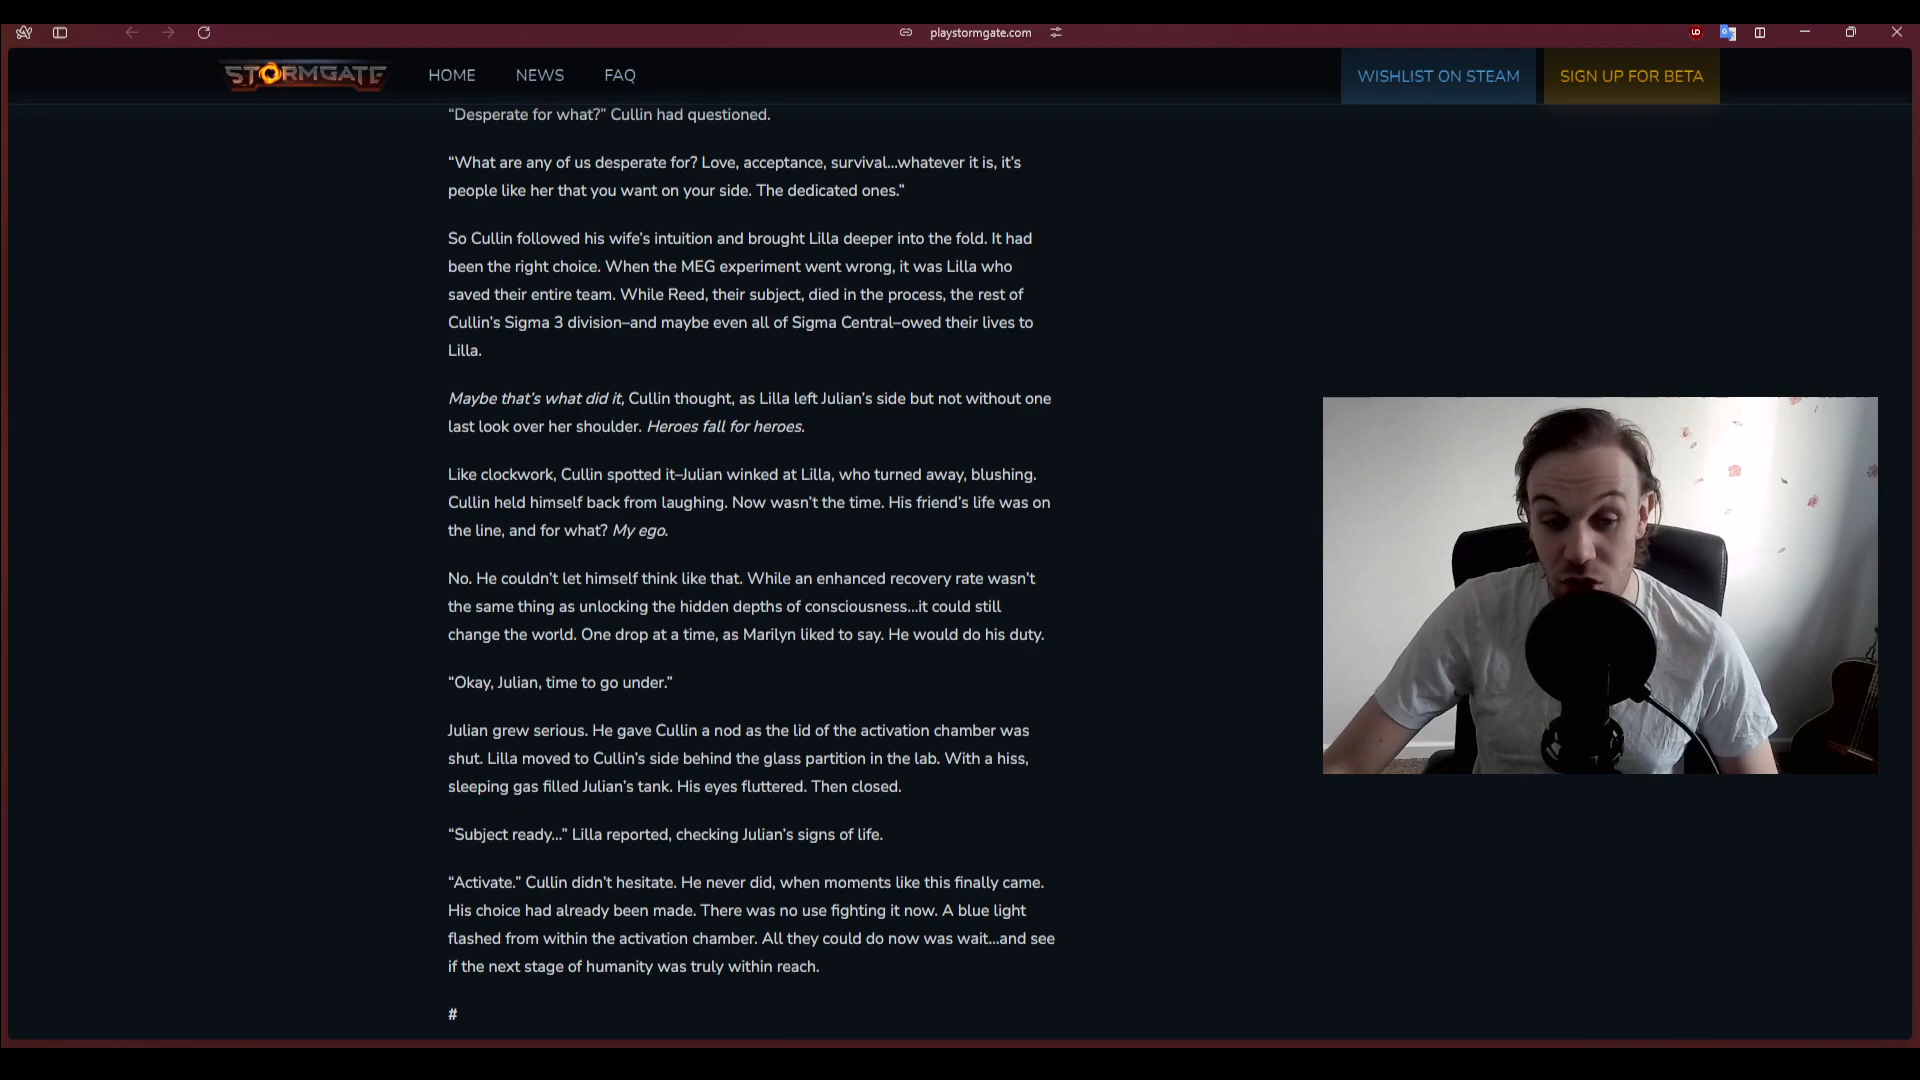 playstormgate.com
STORMGATE
HOME
NEWS
FAQ
WISHLIST ON STEAM
SIGN UP FOR BETA
“Desperate for what?” Cullin had questioned.
“What are any of us desperate for? Love, acceptance, survival…whatever it is, it’s
people like her that you want on your side. The dedicated ones.”
So Cullin followed his wife’s intuition and brought Lilla deeper into the fold. It had
been the right choice. When the MEG experiment went wrong, it was Lilla who
saved their entire team. While Reed, their subject, died in the process, the rest of
Cullin’s Sigma 3 division–and maybe even all of Sigma Central–owed their lives to
Lilla.
Maybe that’s what did it, Cullin thought, as Lilla left Julian’s side but not without one
last look over her shoulder. Heroes fall for heroes.
Like clockwork, Cullin spotted it–Julian winked at Lilla, who turned away, blushing.
Cullin held himself back from laughing. Now wasn’t the time. His friend’s life was on
the line, and for what? My ego.
No. He couldn’t let himself think like that. While an enhanced recovery rate wasn’t
the same thing as unlocking the hidden depths of consciousness…it could still
change the world. One drop at a time, as Marilyn liked to say. He would do his duty.
“Okay, Julian, time to go under.”
Julian grew serious. He gave Cullin a nod as the lid of the activation chamber was
shut. Lilla moved to Cullin’s side behind the glass partition in the lab. With a hiss,
sleeping gas filled Julian’s tank. His eyes fluttered. Then closed.
“Subject ready…” Lilla reported, checking Julian’s signs of life.
“Activate.” Cullin didn’t hesitate. He never did, when moments like this finally came.
His choice had already been made. There was no use fighting it now. A blue light
flashed from within the activation chamber. All they could do now was wait…and see
if the next stage of humanity was truly within reach.
#